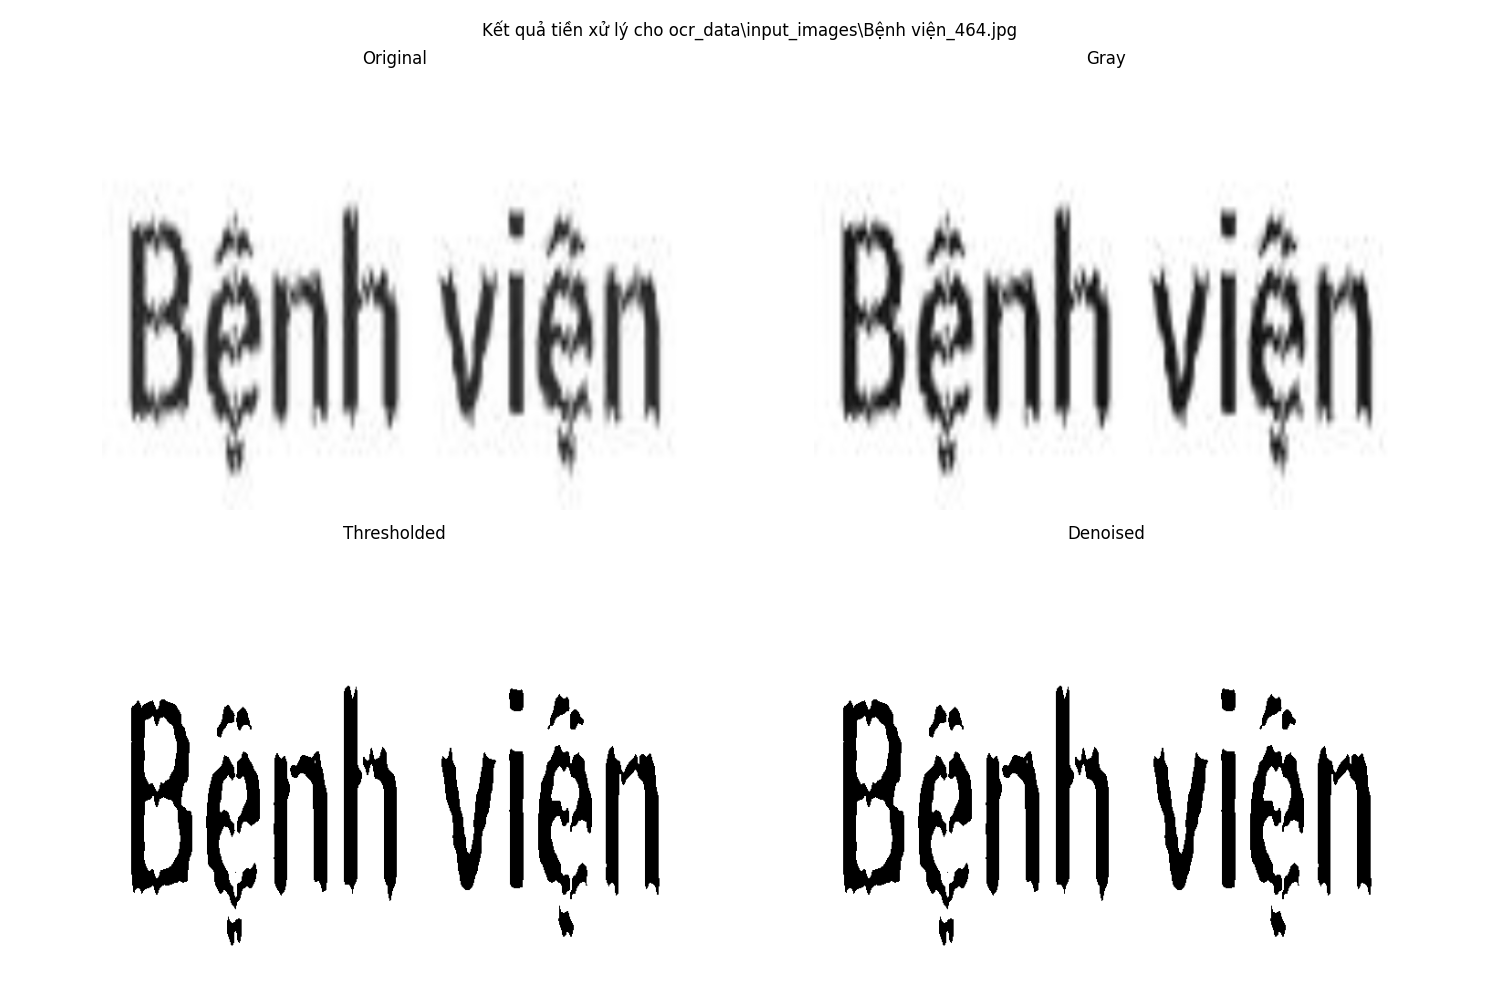 Kết quả tiền xử lý cho ocr_data\input_images\Bệnh viện_464.jpg
Original
Gray
Bệnh viện
Bệnh viện
Thresholded
Denoised
Bệnh viện
Bệnh viện